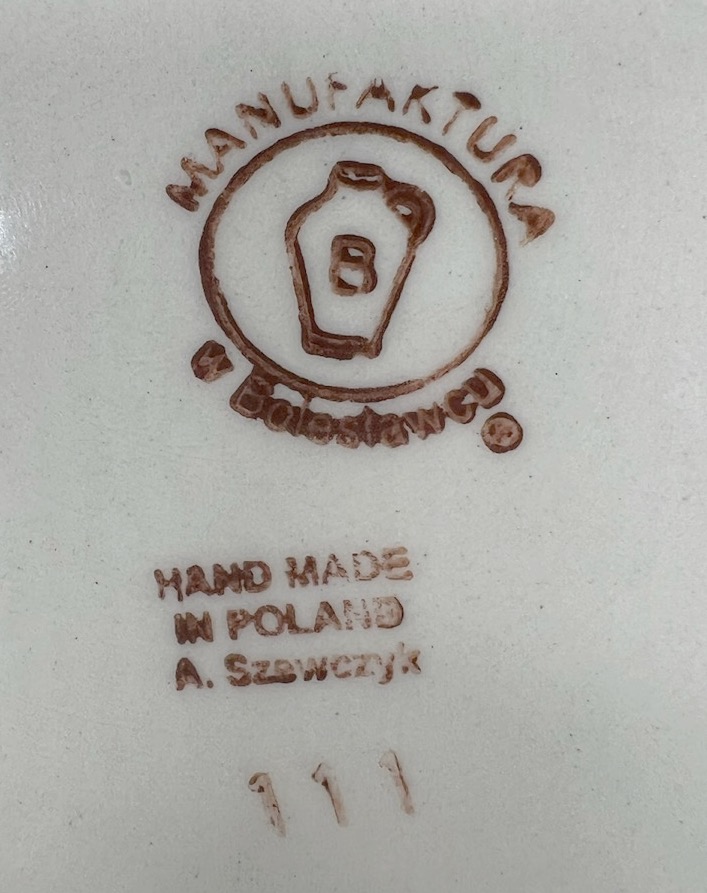 MANUFAKTURA
B
w Bolesławcu ®
HAND MADE
IN POLAND
A. Szewczyk
111